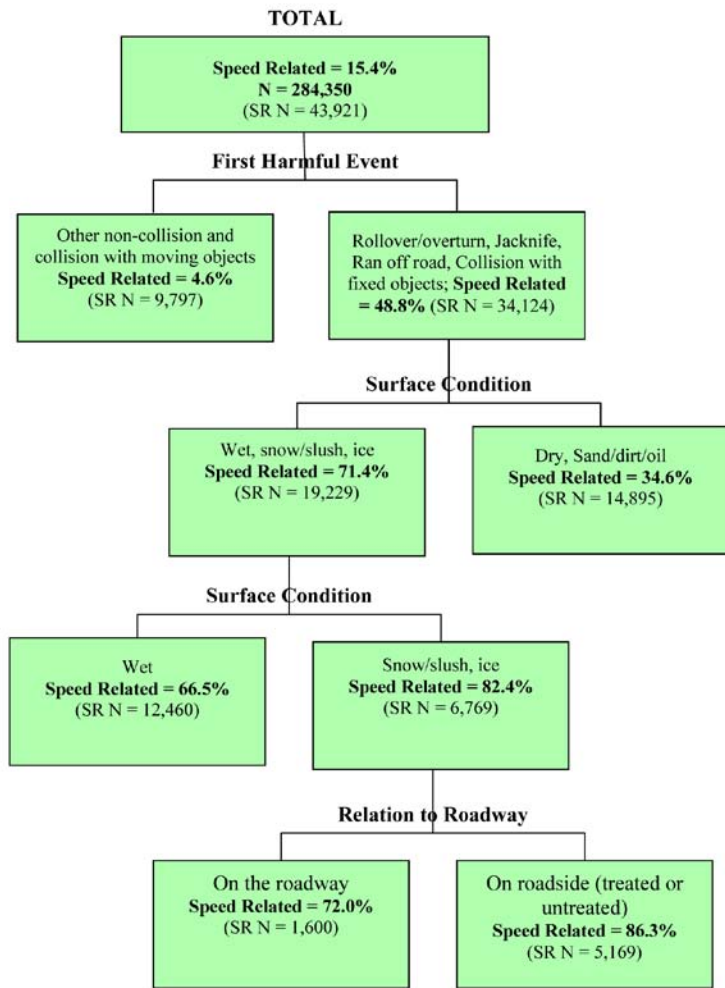 TOTAL
Speed Related = 15.4%
N = 284,350
(SR N = 43,921)
First Harmful Event
Other non-collision and
collision with moving objects
Speed Related = 4.6%
(SR N = 9,797)
Rollover/overturn, Jacknife,
Ran off road, Collision with
fixed objects; Speed Related
= 48.8% (SR N = 34,124)
Surface Condition
Wet, snow/slush, ice
Speed Related = 71.4%
(SR N = 19,229)
Dry, Sand/dirt/oil
Speed Related = 34.6%
(SR N = 14,895)
Surface Condition
Wet
Speed Related = 66.5%
(SR N = 12,460)
Snow/slush, ice
Speed Related = 82.4%
(SR N = 6,769)
Relation to Roadway
On the roadway
Speed Related = 72.0%
(SR N = 1,600)
On roadside (treated or
untreated)
Speed Related = 86.3%
(SR N = 5,169)